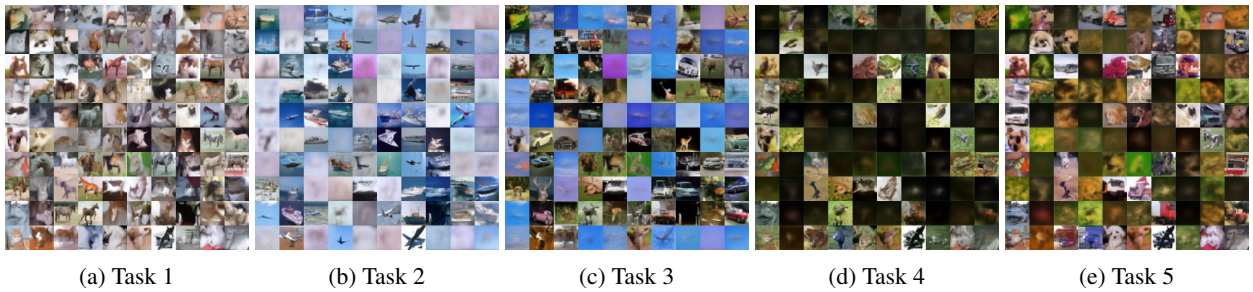 (a) Task 1
(b) Task 2
(c) Task 3
(d) Task 4
(e) Task 5